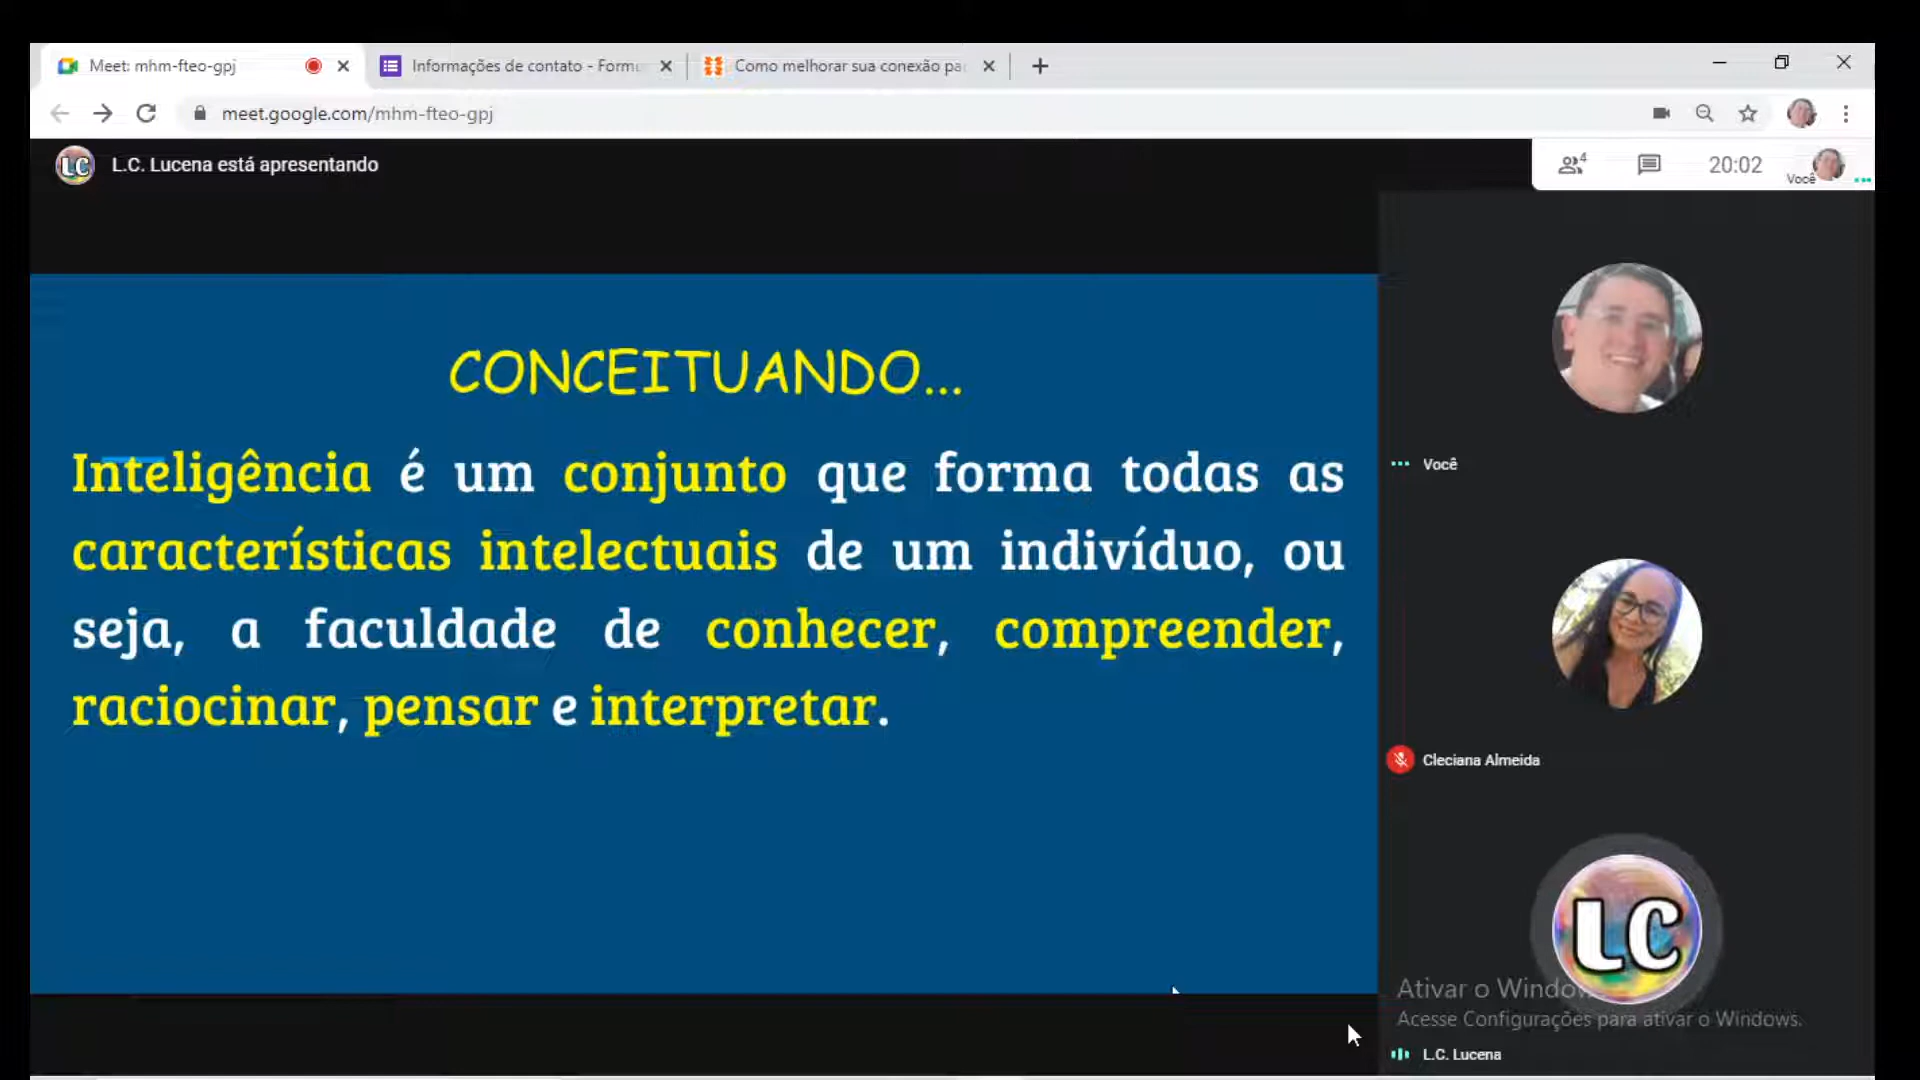 Meet: mhm-fteo-gpj
Informações de contato - Formu
Como melhorar sua conexão pa
meet.google.com/mhm-fteo-gpj
LC
L.C. Lucena está apresentando
4
20:02
Você
CONCEITUANDO...
Inteligência é um conjunto que forma todas as
características intelectuais de um indivíduo, ou
seja, a faculdade de conhecer, compreender,
raciocinar, pensar e interpretar.
Você
Cleciana Almeida
LC
Ativar o Windo
Acesse Configurações para ativar o Windows.
L.C. Lucena